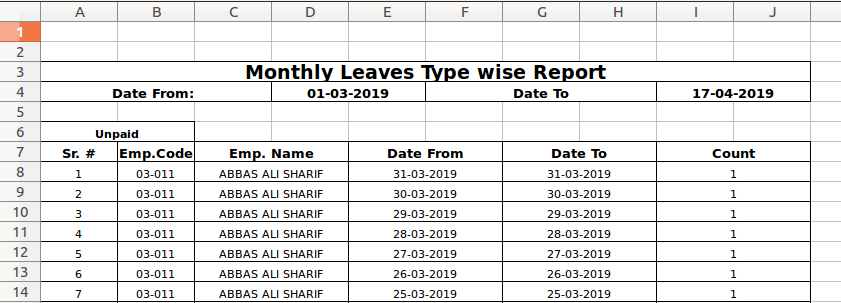 A B C D E F G H I J
1
2
3 Monthly Leaves Type wise Report
4 Date From: 01-03-2019 Date To 17-04-2019
5
6 Unpaid
7 Sr. # Emp.Code Emp. Name Date From Date To Count
8 1 03-011 ABBAS ALI SHARIF 31-03-2019 31-03-2019 1
9 2 03-011 ABBAS ALI SHARIF 30-03-2019 30-03-2019 1
10 3 03-011 ABBAS ALI SHARIF 29-03-2019 29-03-2019 1
11 4 03-011 ABBAS ALI SHARIF 28-03-2019 28-03-2019 1
12 5 03-011 ABBAS ALI SHARIF 27-03-2019 27-03-2019 1
13 6 03-011 ABBAS ALI SHARIF 26-03-2019 26-03-2019 1
14 7 03-011 ABBAS ALI SHARIF 25-03-2019 25-03-2019 1